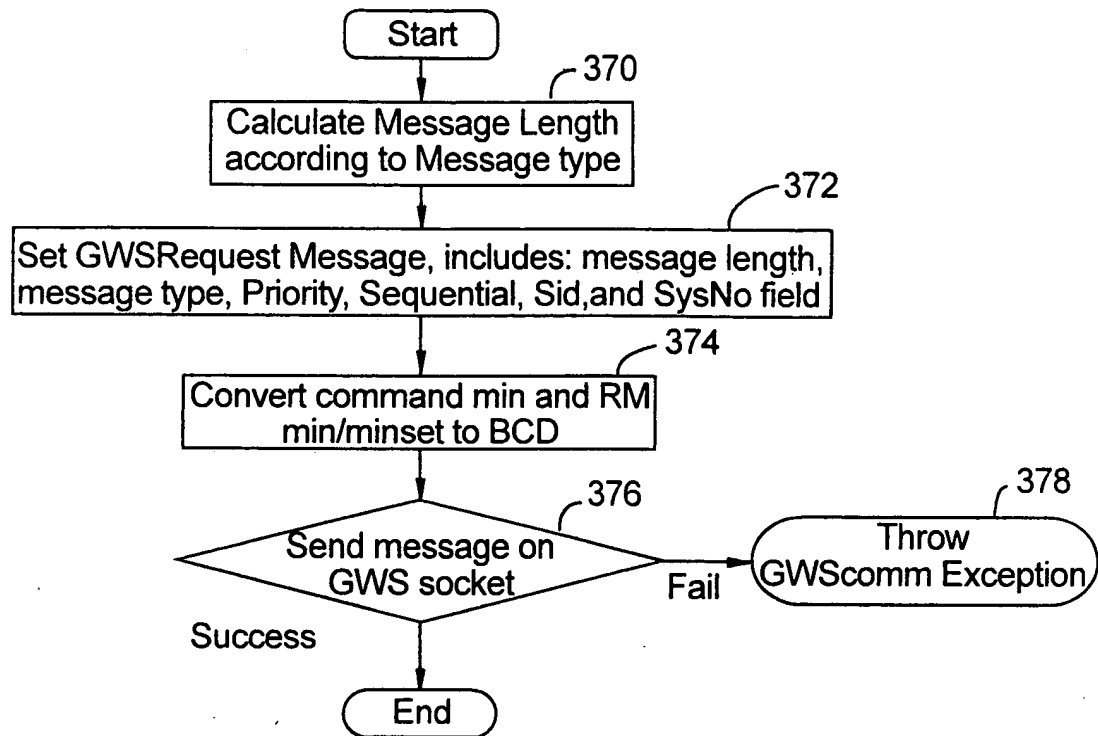 Start
370
Calculate Message Length
according to Message type
372
Set GWSRequest Message, includes: message length,
message type, Priority, Sequential, Sid,and SysNo field
374
Convert command min and RM
min/minset to BCD
376
Send message on
GWS socket
378
Throw
GWScomm Exception
Fail
Success
End